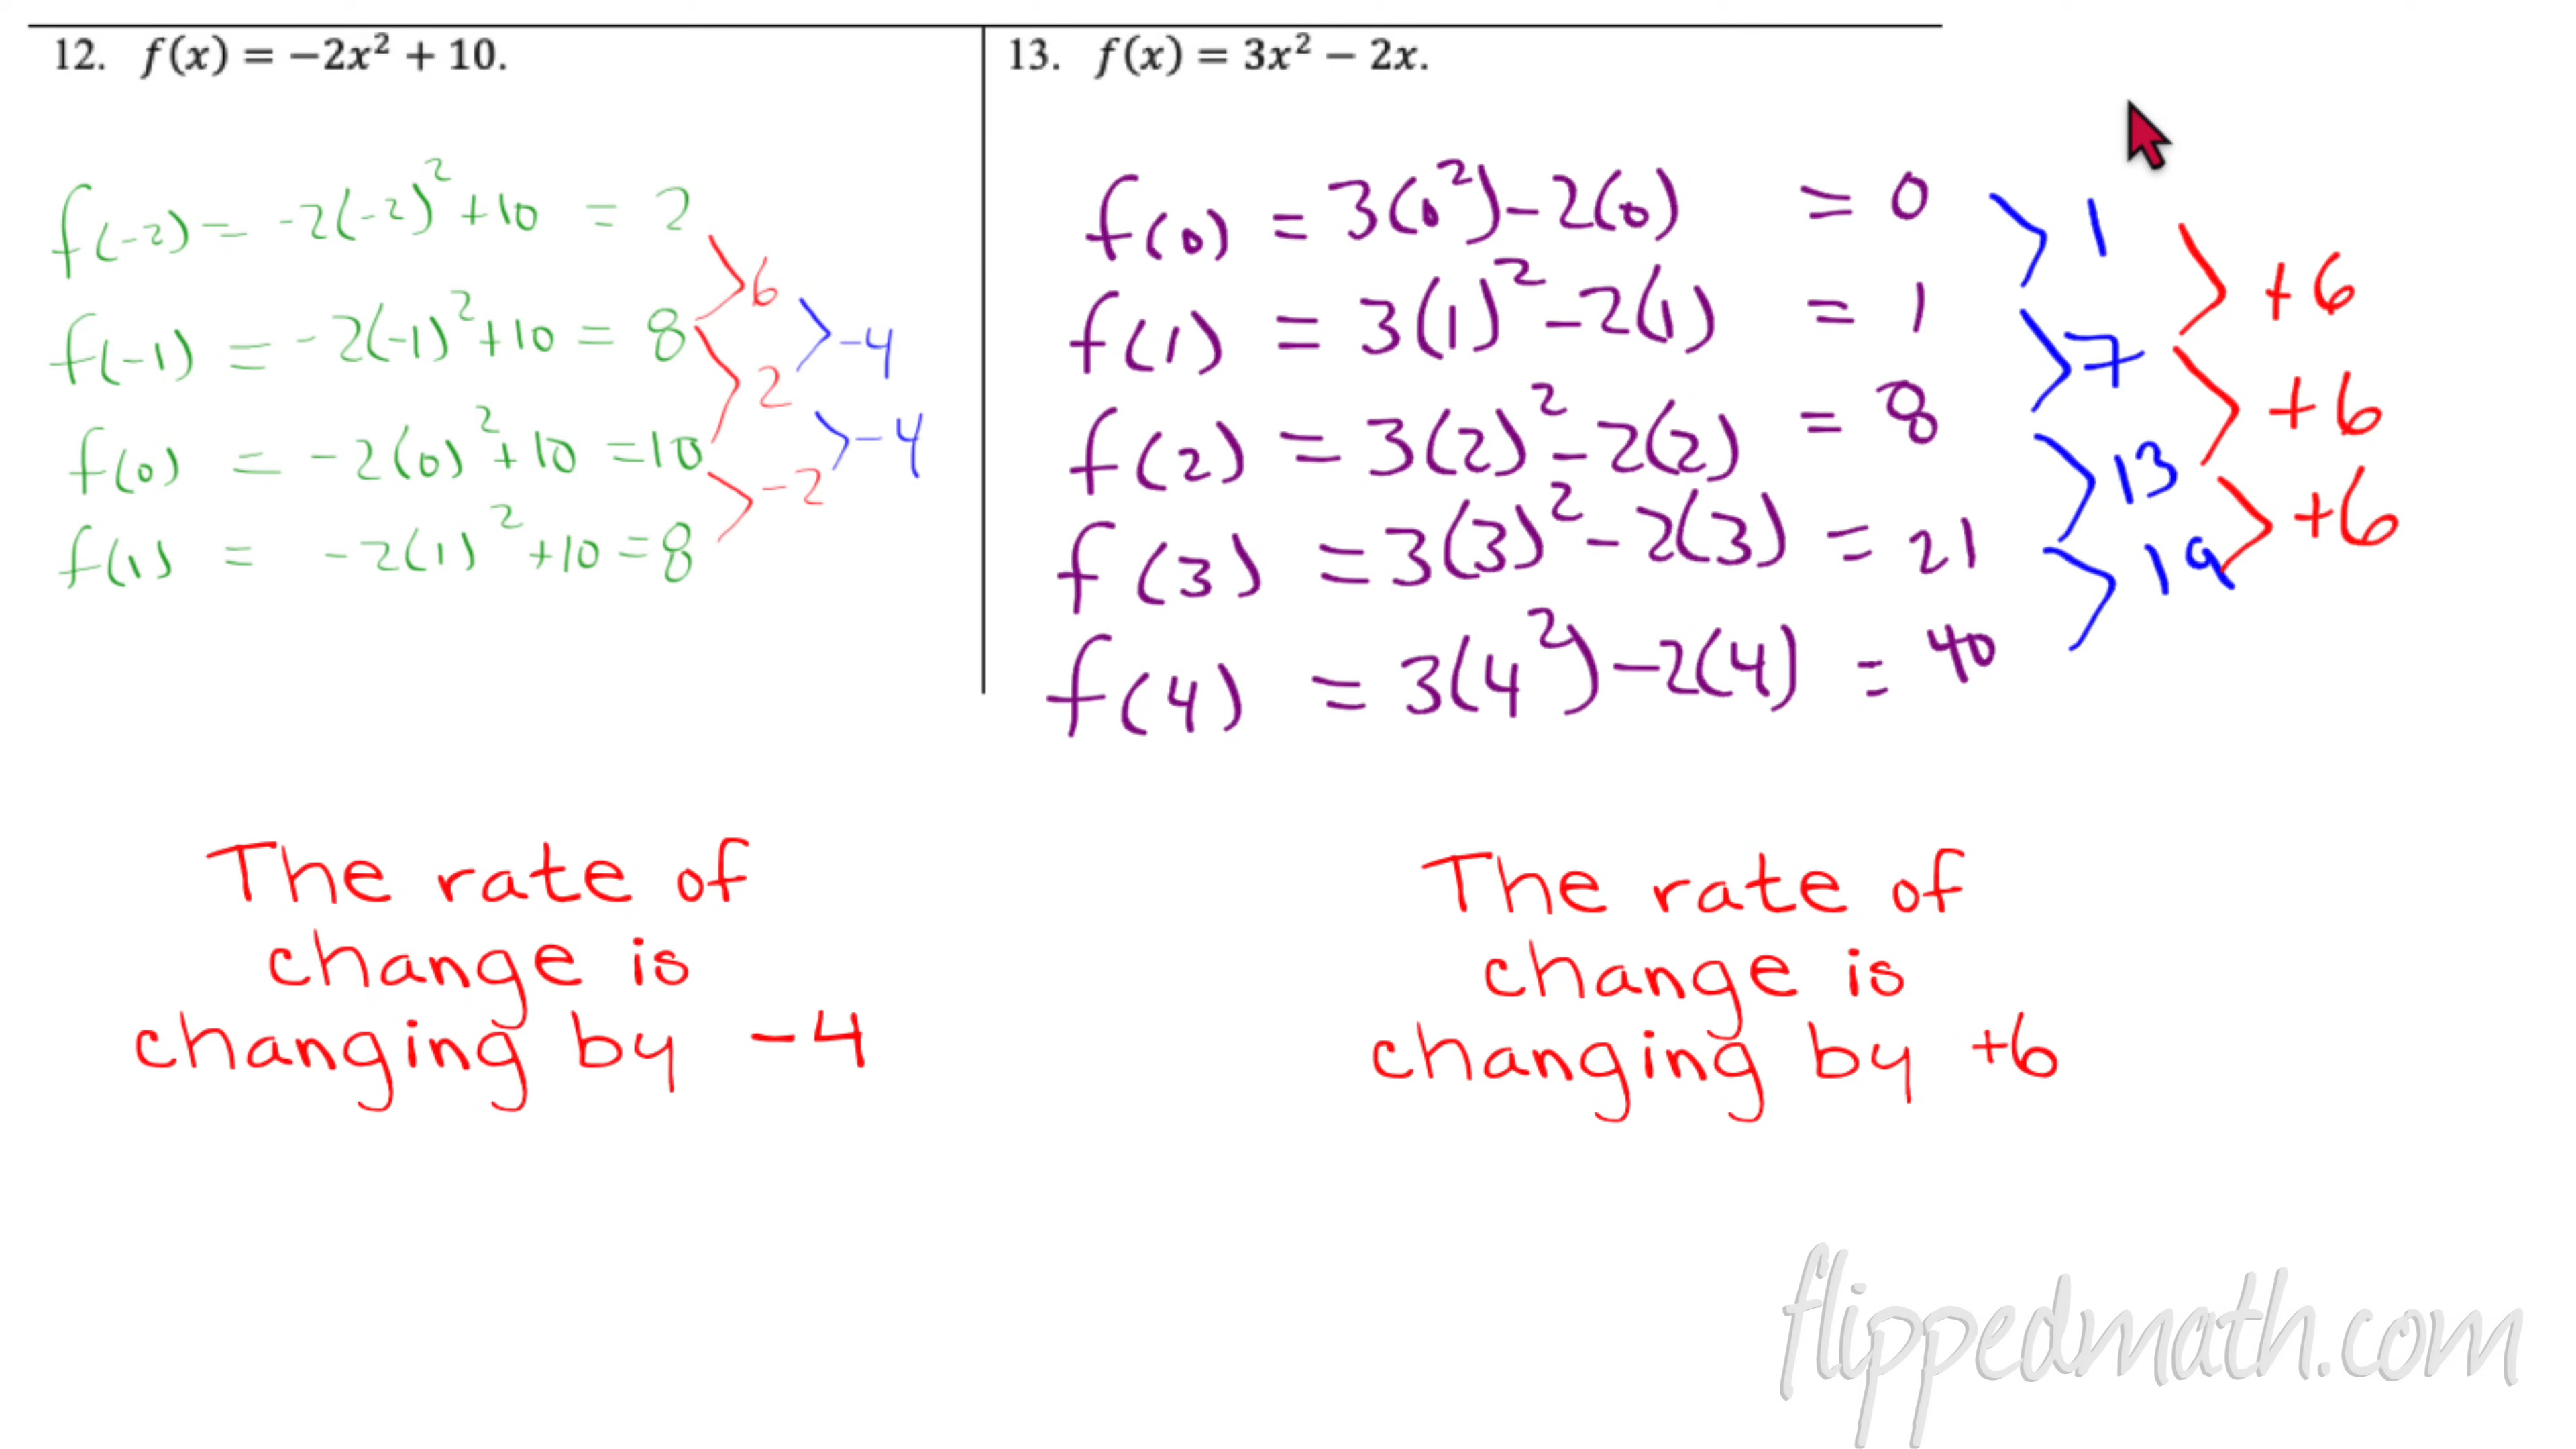 12. f(x) = −2x² + 10.
f(-2) = -2(-2)² +10 = 2
6
-4
f(-1) = -2(-1)² +10 = 8
2
-4
f(0) = -2(0)² +10 = 10
-2
f(1) = -2(1)² +10 = 8
The rate of
change is
changing by -4
13. f(x) = 3x² − 2x.
f(0) = 3(0²) - 2(0) = 0
1
+6
f(1) = 3(1)² - 2(1) = 1
7
+6
f(2) = 3(2)² - 2(2) = 8
13
+6
f(3) = 3(3)² - 2(3) = 21
19
f(4) = 3(4²) - 2(4) = 40
The rate of
change is
changing by +6
flippedmath.com